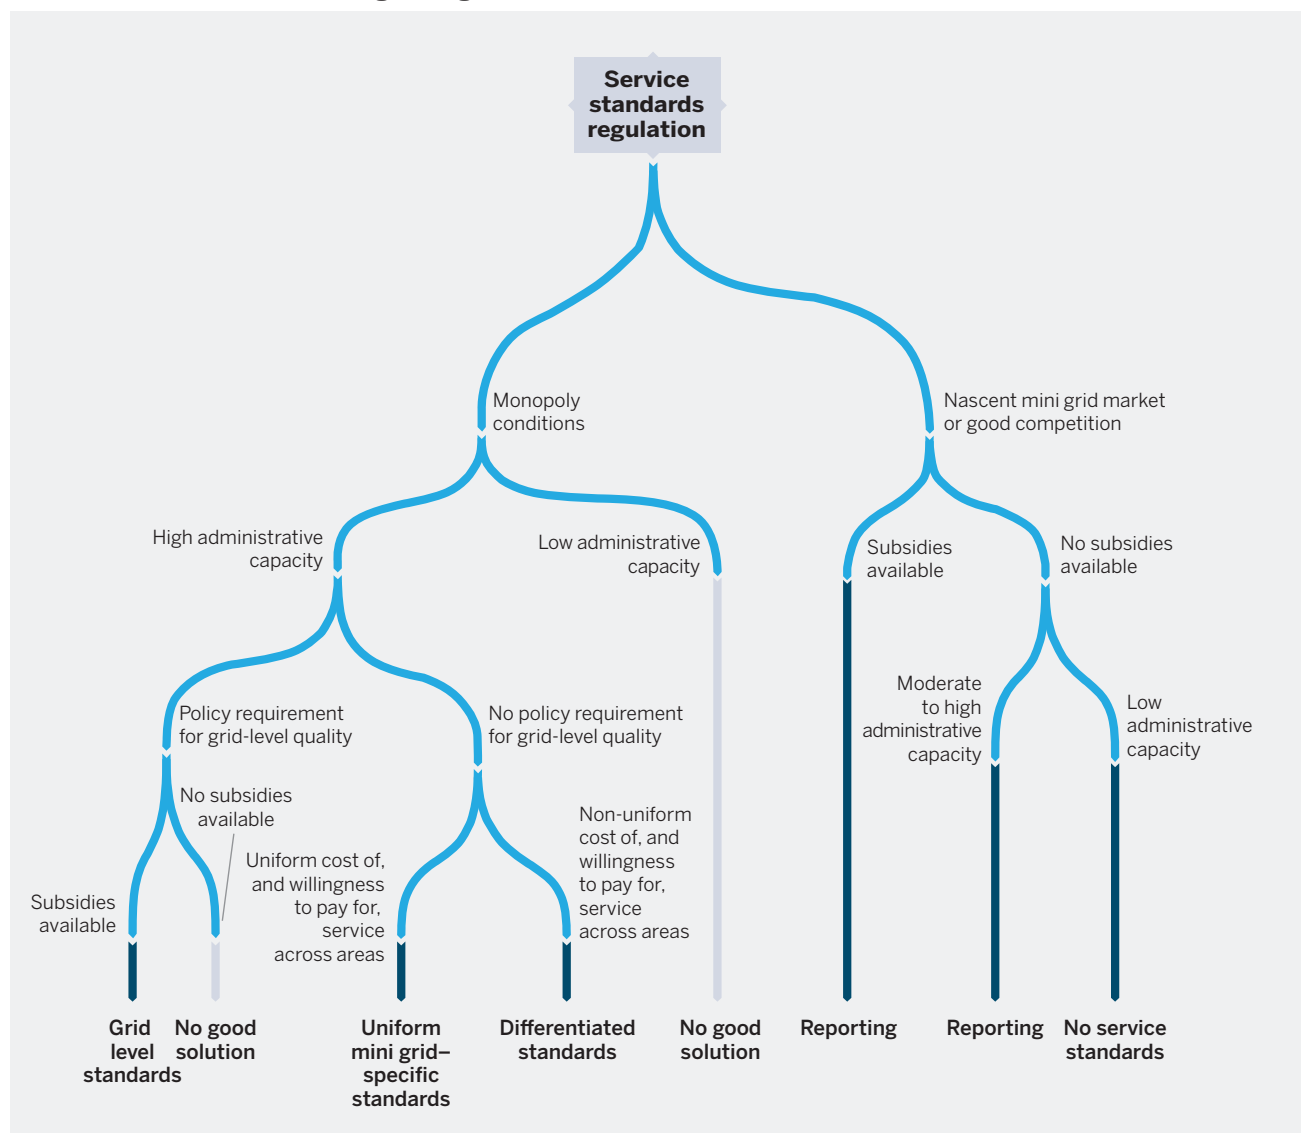 Service
standards
regulation
Monopoly
conditions
Nascent mini grid market
or good competition
High administrative
capacity
Low administrative
capacity
Subsidies
available
No subsidies
available
Policy requirement
for grid-level quality
No policy requirement
for grid-level quality
Moderate
to high
administrative
capacity
Low
administrative
capacity
No subsidies
available
Subsidies
available
Uniform cost of,
and willingness
to pay for,
service
across areas
Non-uniform
cost of, and
willingness
to pay for,
service
across areas
Grid
level
standards
No good
solution
Uniform
mini grid–
specific
standards
Differentiated
standards
No good
solution
Reporting
Reporting
No service
standards